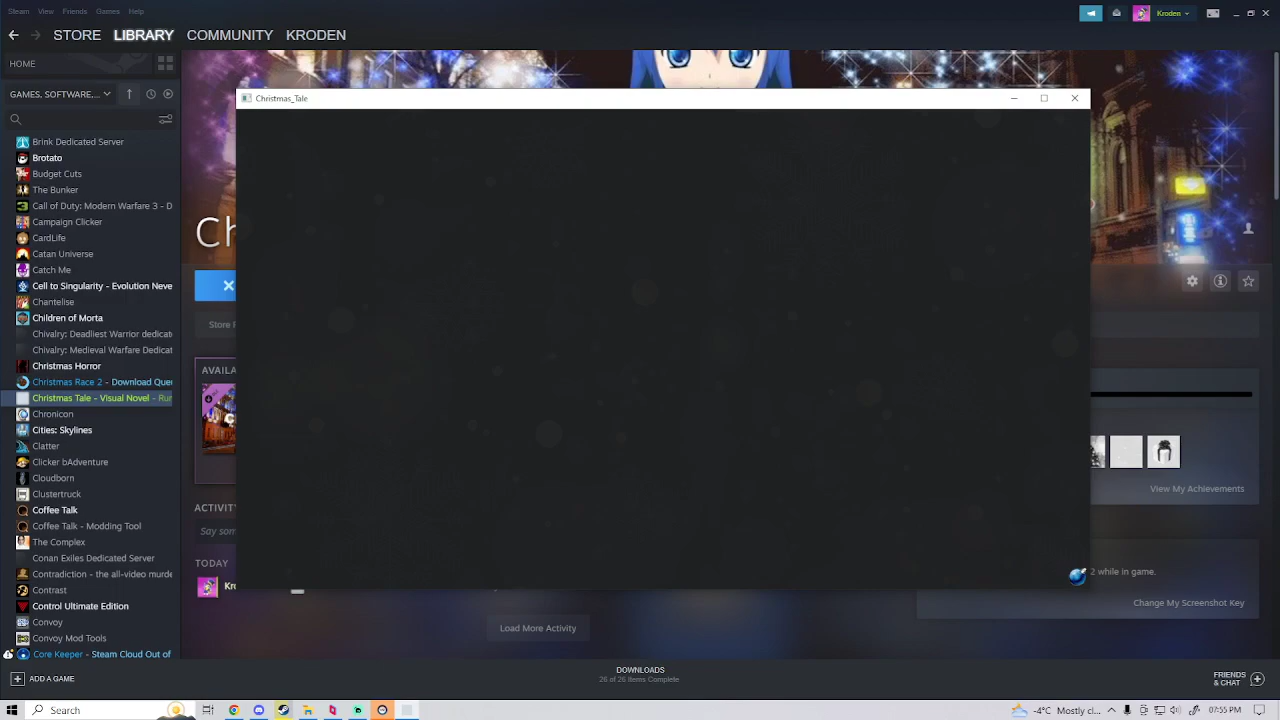 Steam View Friends Games Help
Kroden
STORE LIBRARY COMMUNITY KRODEN
Christmas_Tale
HOME
GAMES, SOFTWARE...
Brink Dedicated Server
Brotato
Budget Cuts
The Bunker
Call of Duty: Modern Warfare 3 - D
Campaign Clicker
CardLife
Catan Universe
Catch Me
Cell to Singularity - Evolution Neve
Chantelise
Children of Morta
Chivalry: Deadliest Warrior dedicat
Chivalry: Medieval Warfare Dedicat
Christmas Horror
Christmas Race 2 - Download Que
Christmas Tale - Visual Novel - Run
Chronicon
Cities: Skylines
Clatter
Clicker bAdventure
Cloudborn
Clustertruck
Coffee Talk
Coffee Talk - Modding Tool
The Complex
Conan Exiles Dedicated Server
Contradiction - the all-video murde
Contrast
Control Ultimate Edition
Convoy
Convoy Mod Tools
Core Keeper - Steam Cloud Out of
Ch
Store P
AVAILA
ACTIVITY
Say som
TODAY
Kro
Load More Activity
View My Achievements
2 while in game.
Change My Screenshot Key
ADD A GAME
DOWNLOADS
26 of 26 Items Complete
FRIENDS
& CHAT
Search
-4°C Mostly clo...
07:55 PM